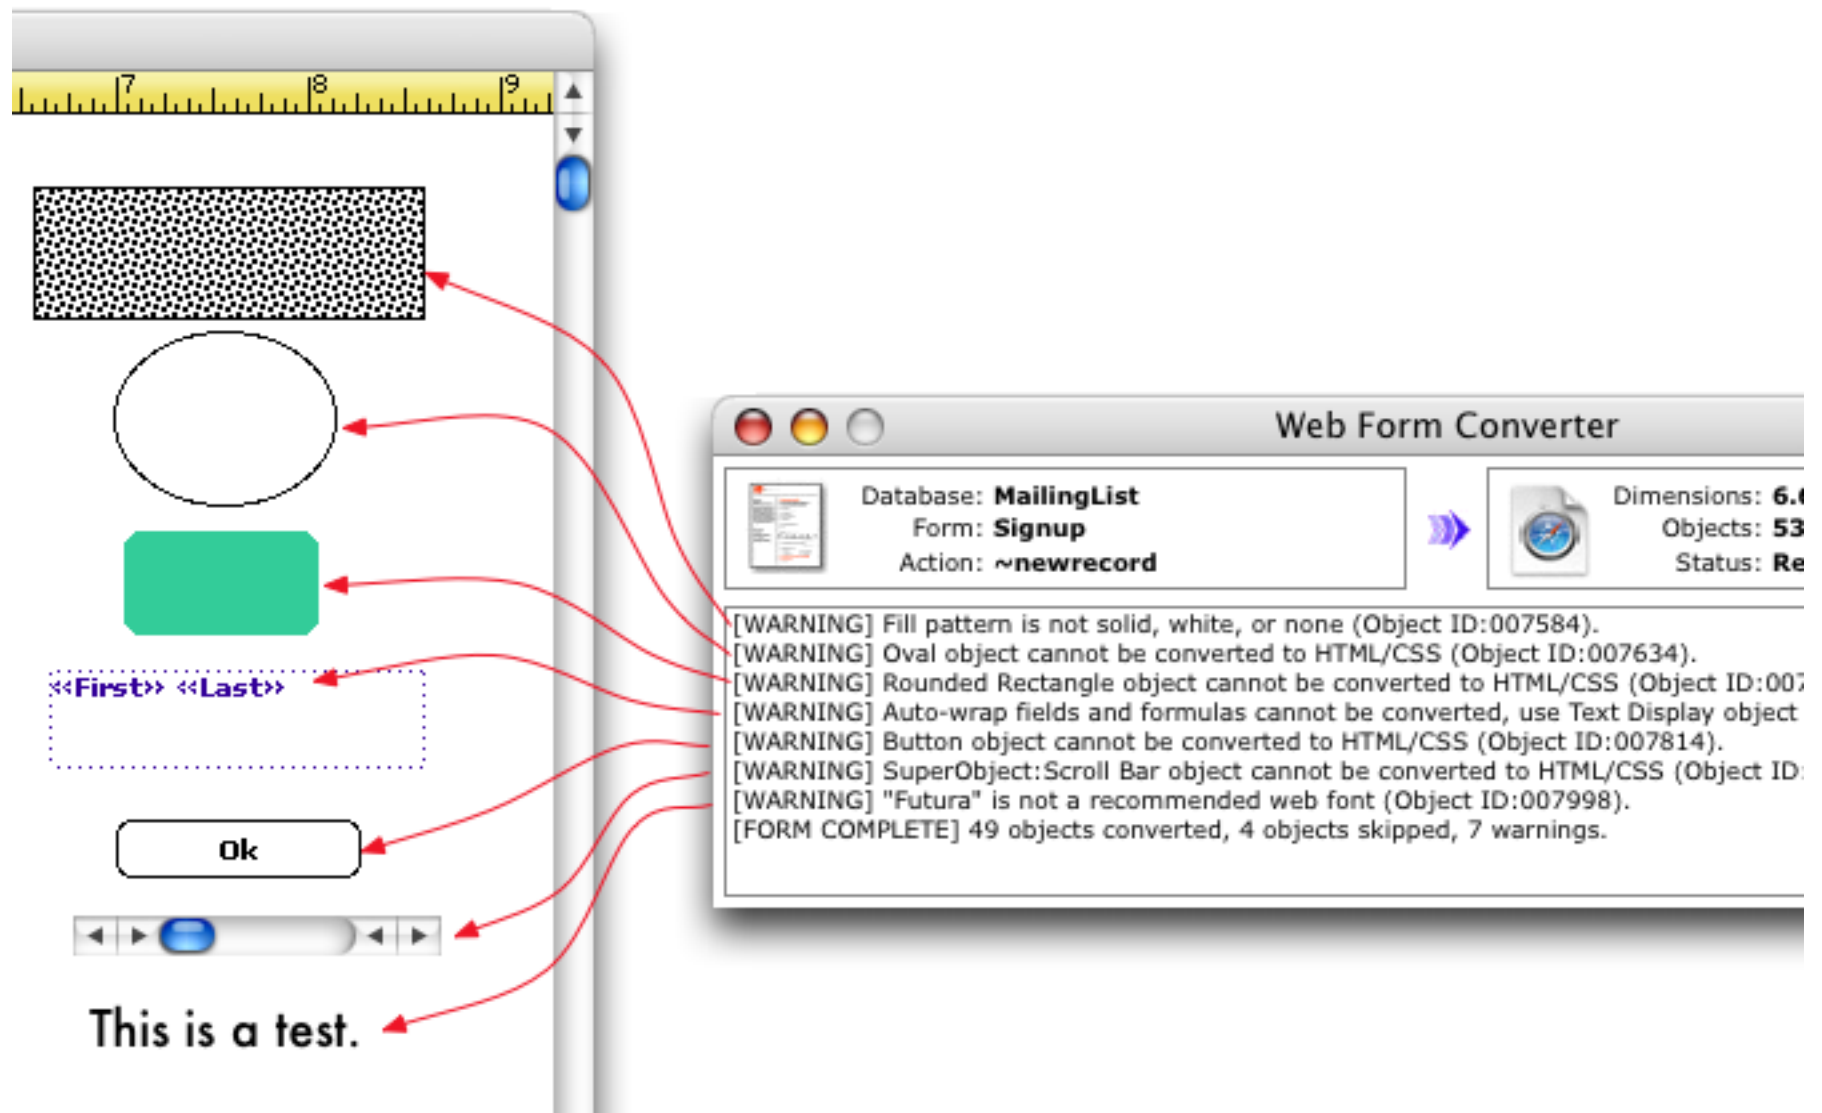 7 8 9
«First» «Last»
Ok
This is a test.
Web Form Converter
Database: MailingList
Form: Signup
Action: ~newrecord
Dimensions: 6.
Objects: 53
Status: Re
[WARNING] Fill pattern is not solid, white, or none (Object ID:007584).
[WARNING] Oval object cannot be converted to HTML/CSS (Object ID:007634).
[WARNING] Rounded Rectangle object cannot be converted to HTML/CSS (Object ID:007
[WARNING] Auto-wrap fields and formulas cannot be converted, use Text Display object
[WARNING] Button object cannot be converted to HTML/CSS (Object ID:007814).
[WARNING] SuperObject:Scroll Bar object cannot be converted to HTML/CSS (Object ID:
[WARNING] "Futura" is not a recommended web font (Object ID:007998).
[FORM COMPLETE] 49 objects converted, 4 objects skipped, 7 warnings.